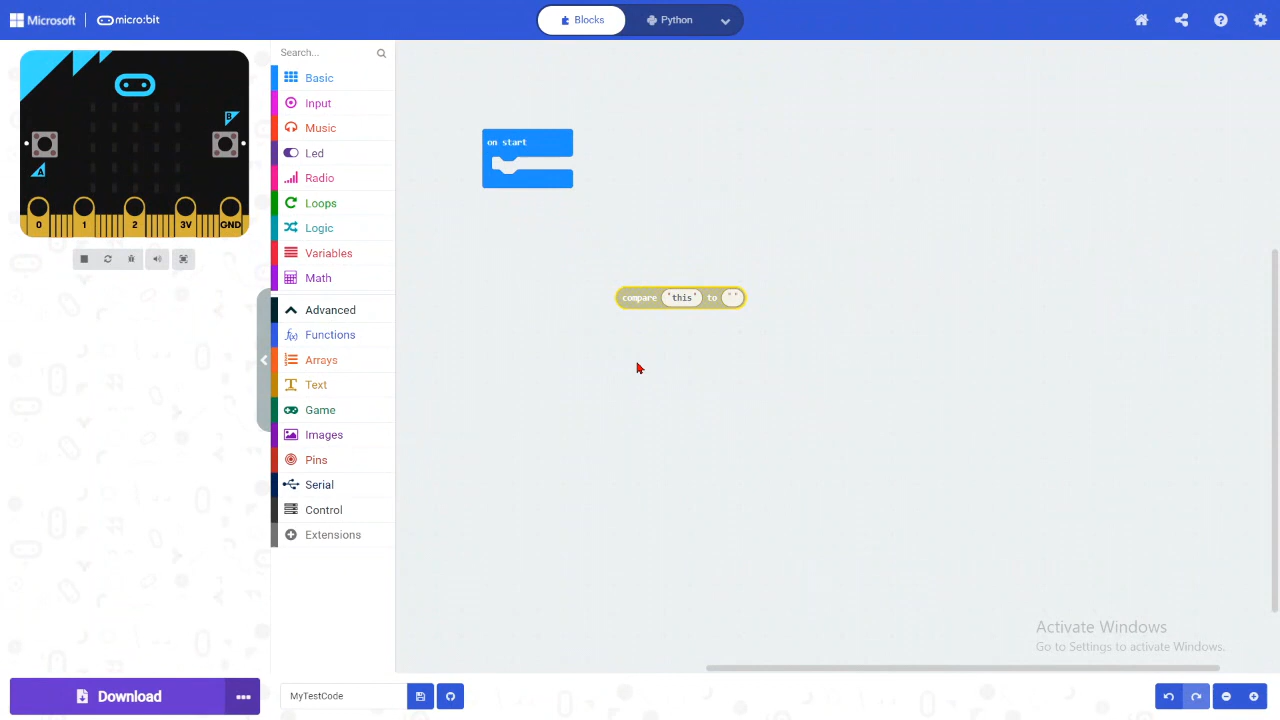 Microsoft
micro:bit
Blocks
Python
A
B
0
1
2
3V
GND
Search...
Basic
Input
Music
Led
Radio
Loops
Logic
Variables
Math
Advanced
f(x) Functions
Arrays
Text
Game
Images
Pins
Serial
Control
Extensions
on start
compare "this" to ""
Activate Windows
Go to Settings to activate Windows.
Download
MyTestCode